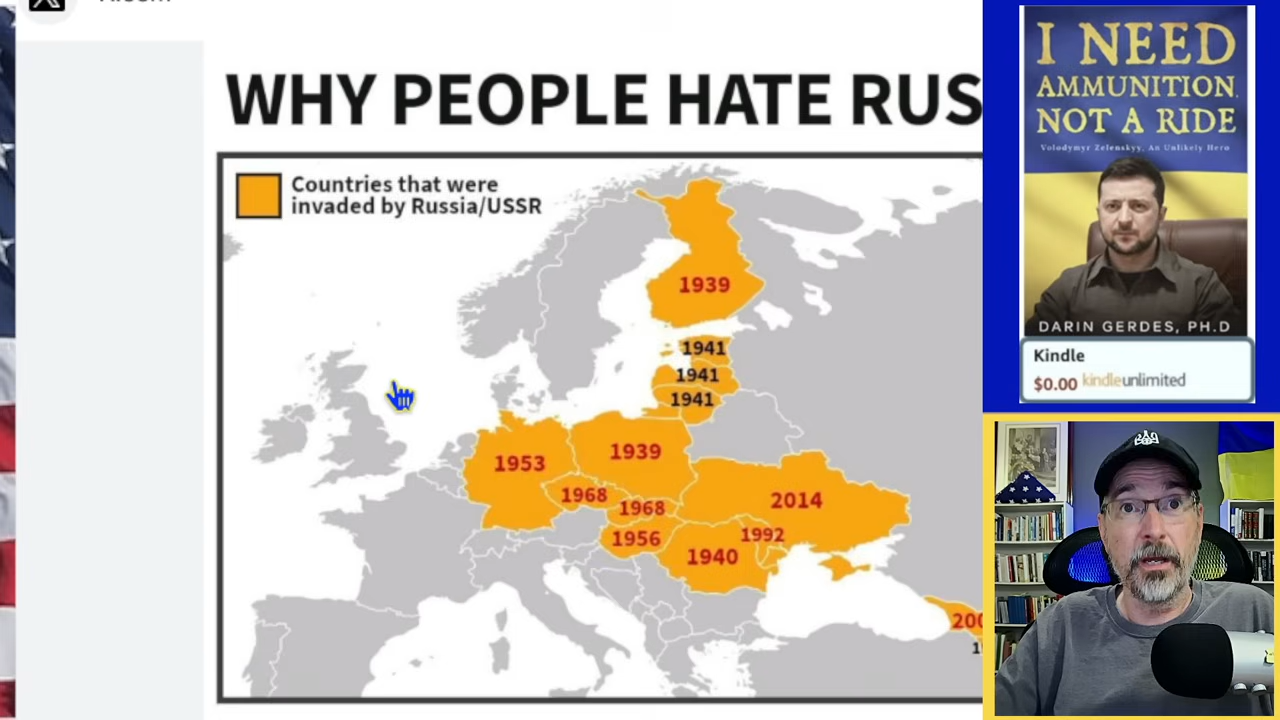 WHY PEOPLE HATE RUS
Countries that were
invaded by Russia/USSR
1939
1941
1941
1941
1953
1939
1968
1968
2014
1956
1992
1940
200
1
I NEED
AMMUNITION,
NOT A RIDE
Volodymyr Zelenskyy, An Unlikely Hero
DARIN GERDES, PH.D
Kindle
$0.00 kindleunlimited